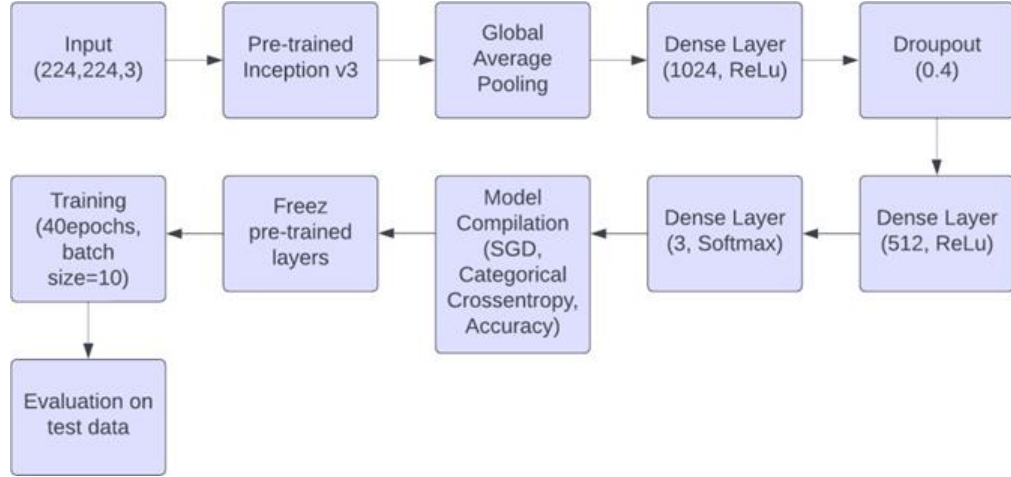 Input
(224,224,3)
Pre-trained
Inception v3
Global
Average
Pooling
Dense Layer
(1024, ReLu)
Droupout
(0.4)
Dense Layer
(512, ReLu)
Dense Layer
(3, Softmax)
Model
Compilation
(SGD,
Categorical
Crossentropy,
Accuracy)
Freez
pre-trained
layers
Training
(40epochs,
batch
size=10)
Evaluation on
test data